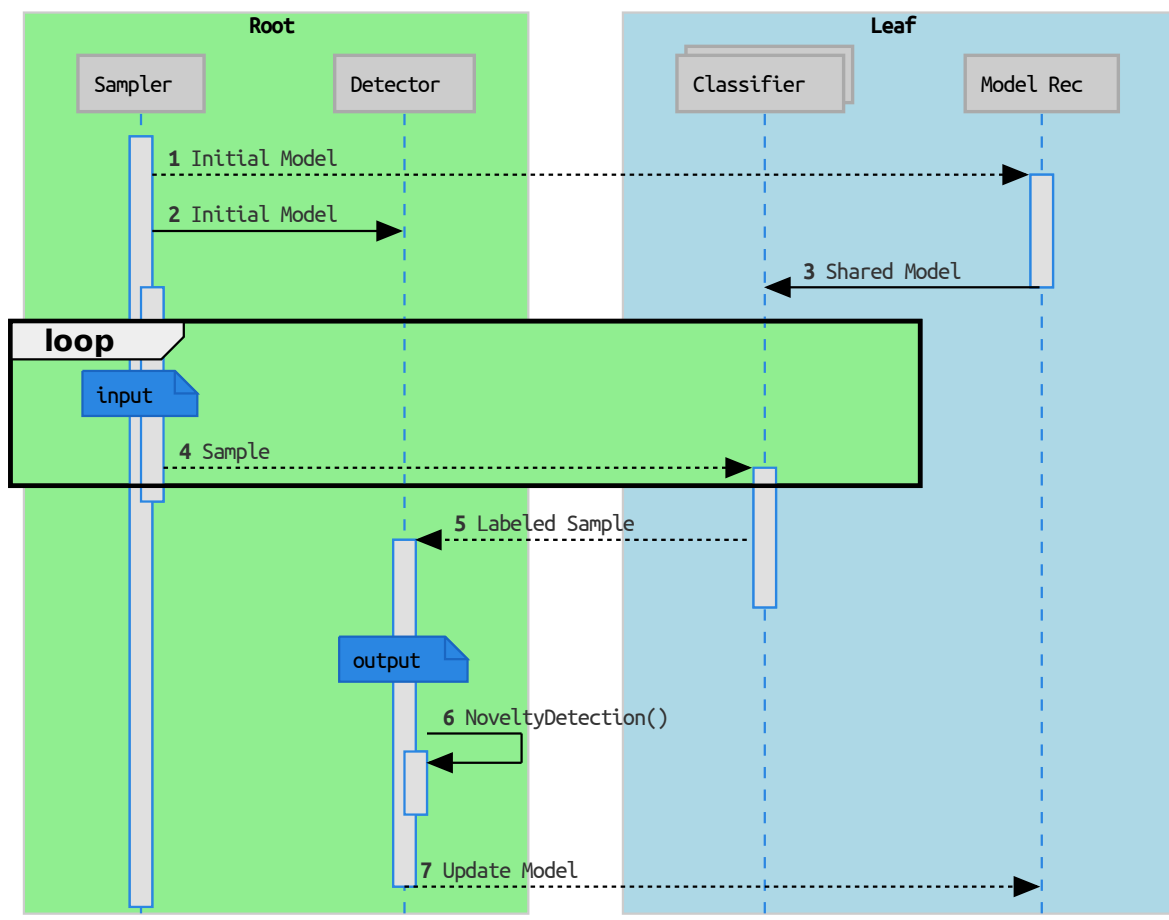 Root
Leaf
Sampler
Detector
Classifier
Model Rec
1 Initial Model
2 Initial Model
3 Shared Model
loop
input
4 Sample
5 Labeled Sample
output
6 NoveltyDetection()
7 Update Model